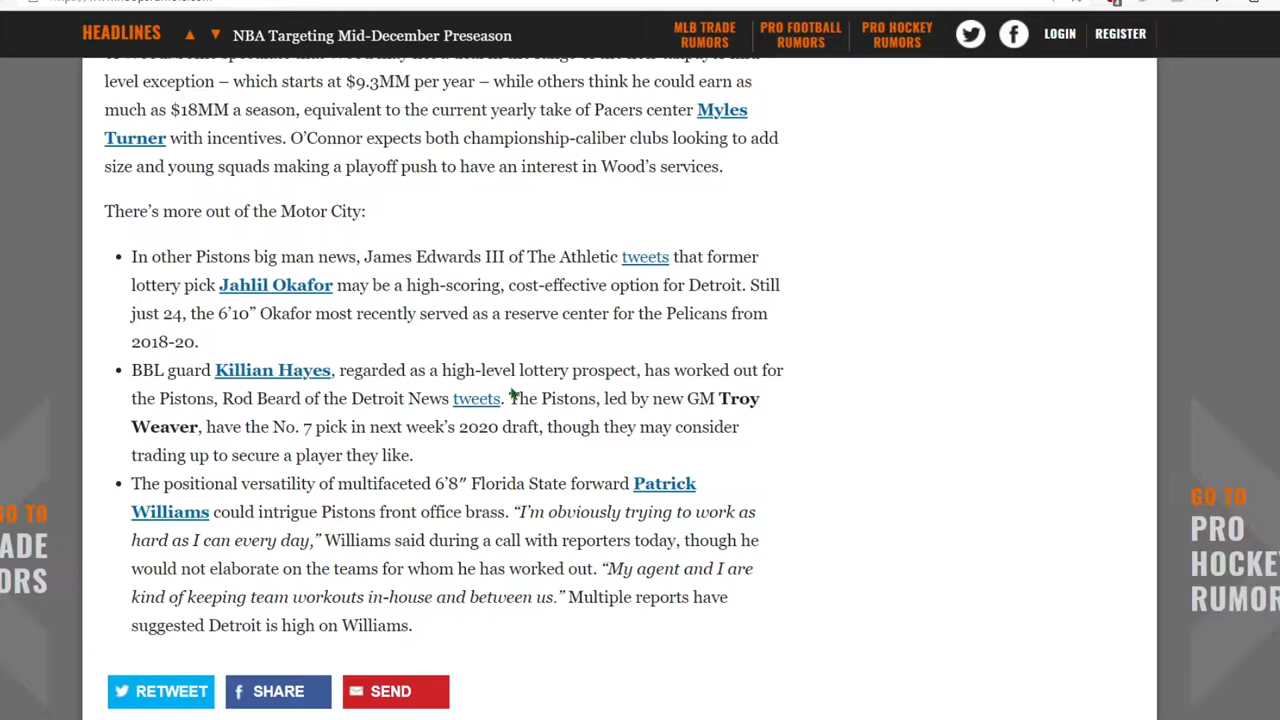 HEADLINES NBA Targeting Mid-December Preseason
MLB TRADE RUMORS
PRO FOOTBALL RUMORS
PRO HOCKEY RUMORS
LOGIN
REGISTER
level exception – which starts at $9.3MM per year – while others think he could earn as
much as $18MM a season, equivalent to the current yearly take of Pacers center Myles
Turner with incentives. O’Connor expects both championship-caliber clubs looking to add
size and young squads making a playoff push to have an interest in Wood’s services.
There’s more out of the Motor City:
• In other Pistons big man news, James Edwards III of The Athletic tweets that former
lottery pick Jahlil Okafor may be a high-scoring, cost-effective option for Detroit. Still
just 24, the 6’10” Okafor most recently served as a reserve center for the Pelicans from
2018-20.
• BBL guard Killian Hayes, regarded as a high-level lottery prospect, has worked out for
the Pistons, Rod Beard of the Detroit News tweets. The Pistons, led by new GM Troy
Weaver, have the No. 7 pick in next week’s 2020 draft, though they may consider
trading up to secure a player they like.
• The positional versatility of multifaceted 6’8″ Florida State forward Patrick
Williams could intrigue Pistons front office brass. “I’m obviously trying to work as
hard as I can every day,” Williams said during a call with reporters today, though he
would not elaborate on the teams for whom he has worked out. “My agent and I are
kind of keeping team workouts in-house and between us.” Multiple reports have
suggested Detroit is high on Williams.
GO TO
ADE
ORS
GO TO
PRO
HOCKE
RUMOR
RETWEET
SHARE
SEND